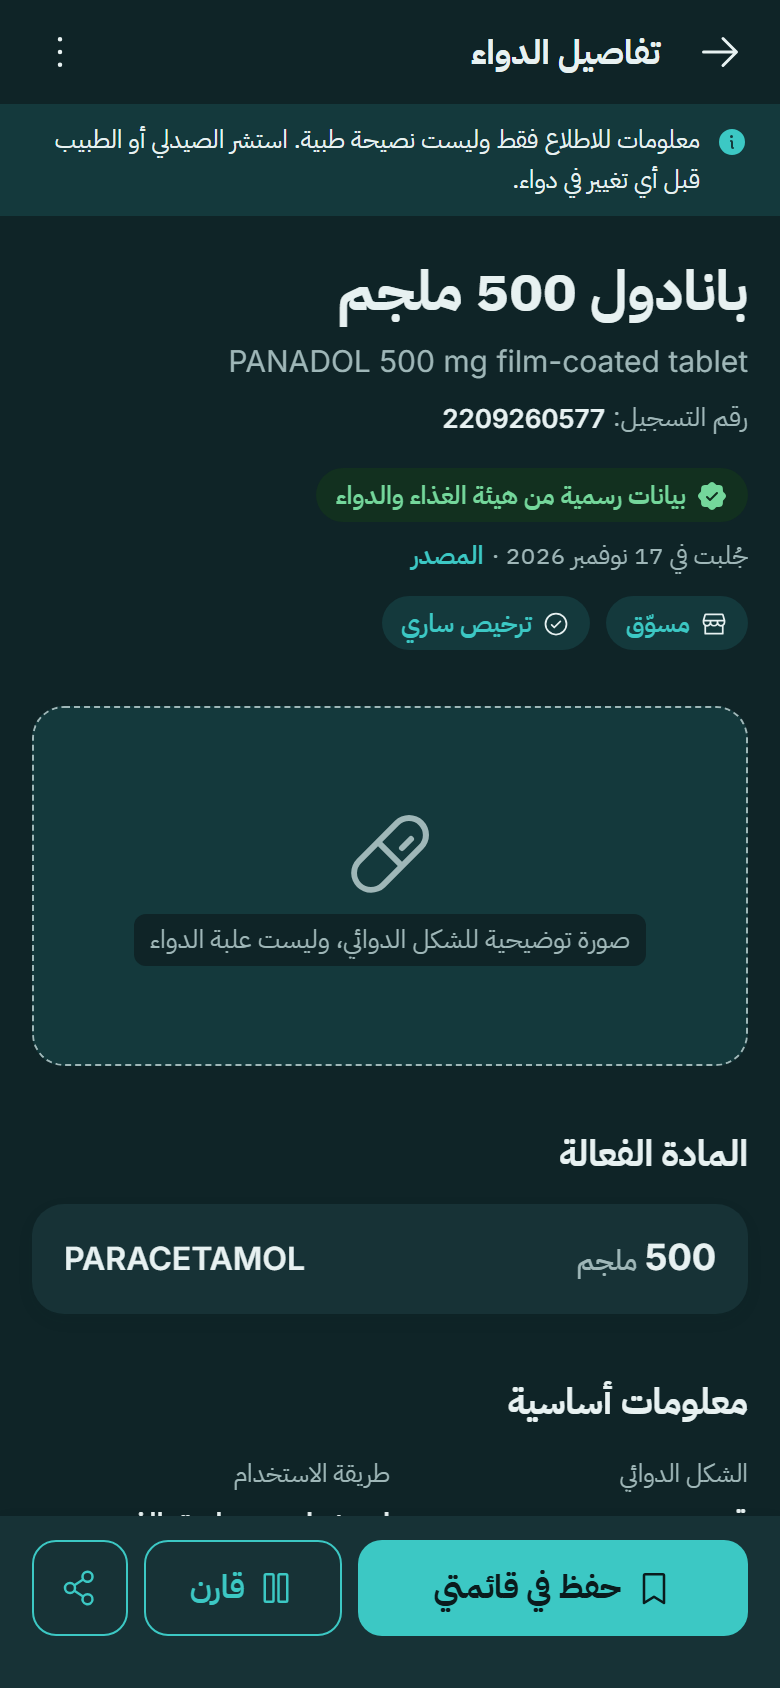 تفاصيل الدواء
معلومات للاطلاع فقط وليست نصيحة طبية. استشر الصيدلي أو الطبيب
قبل أي تغيير في دواء.
بانادول 500 ملجم
PANADOL 500 mg film-coated tablet
رقم التسجيل: 2209260577
بيانات رسمية من هيئة الغذاء والدواء
جُلبت في 17 نوفمبر 2026 · المصدر
مسوّق
ترخيص ساري
صورة توضيحية للشكل الدوائي، وليست علبة الدواء
المادة الفعالة
500 ملجم PARACETAMOL
معلومات أساسية
الشكل الدوائي
طريقة الاستخدام
حفظ في قائمتي
قارن